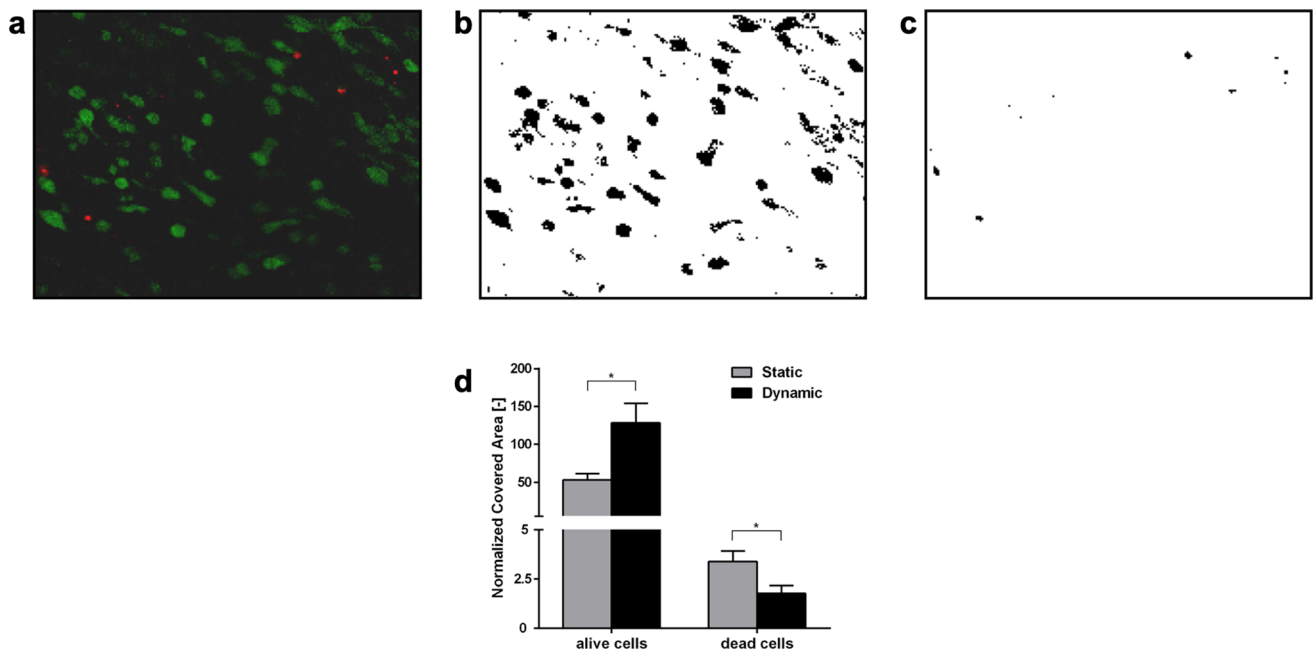 a
b
c
d
Normalized Covered Area [-]
200
150
100
50
5
2.5
0
*
*
Static
Dynamic
alive cells
dead cells